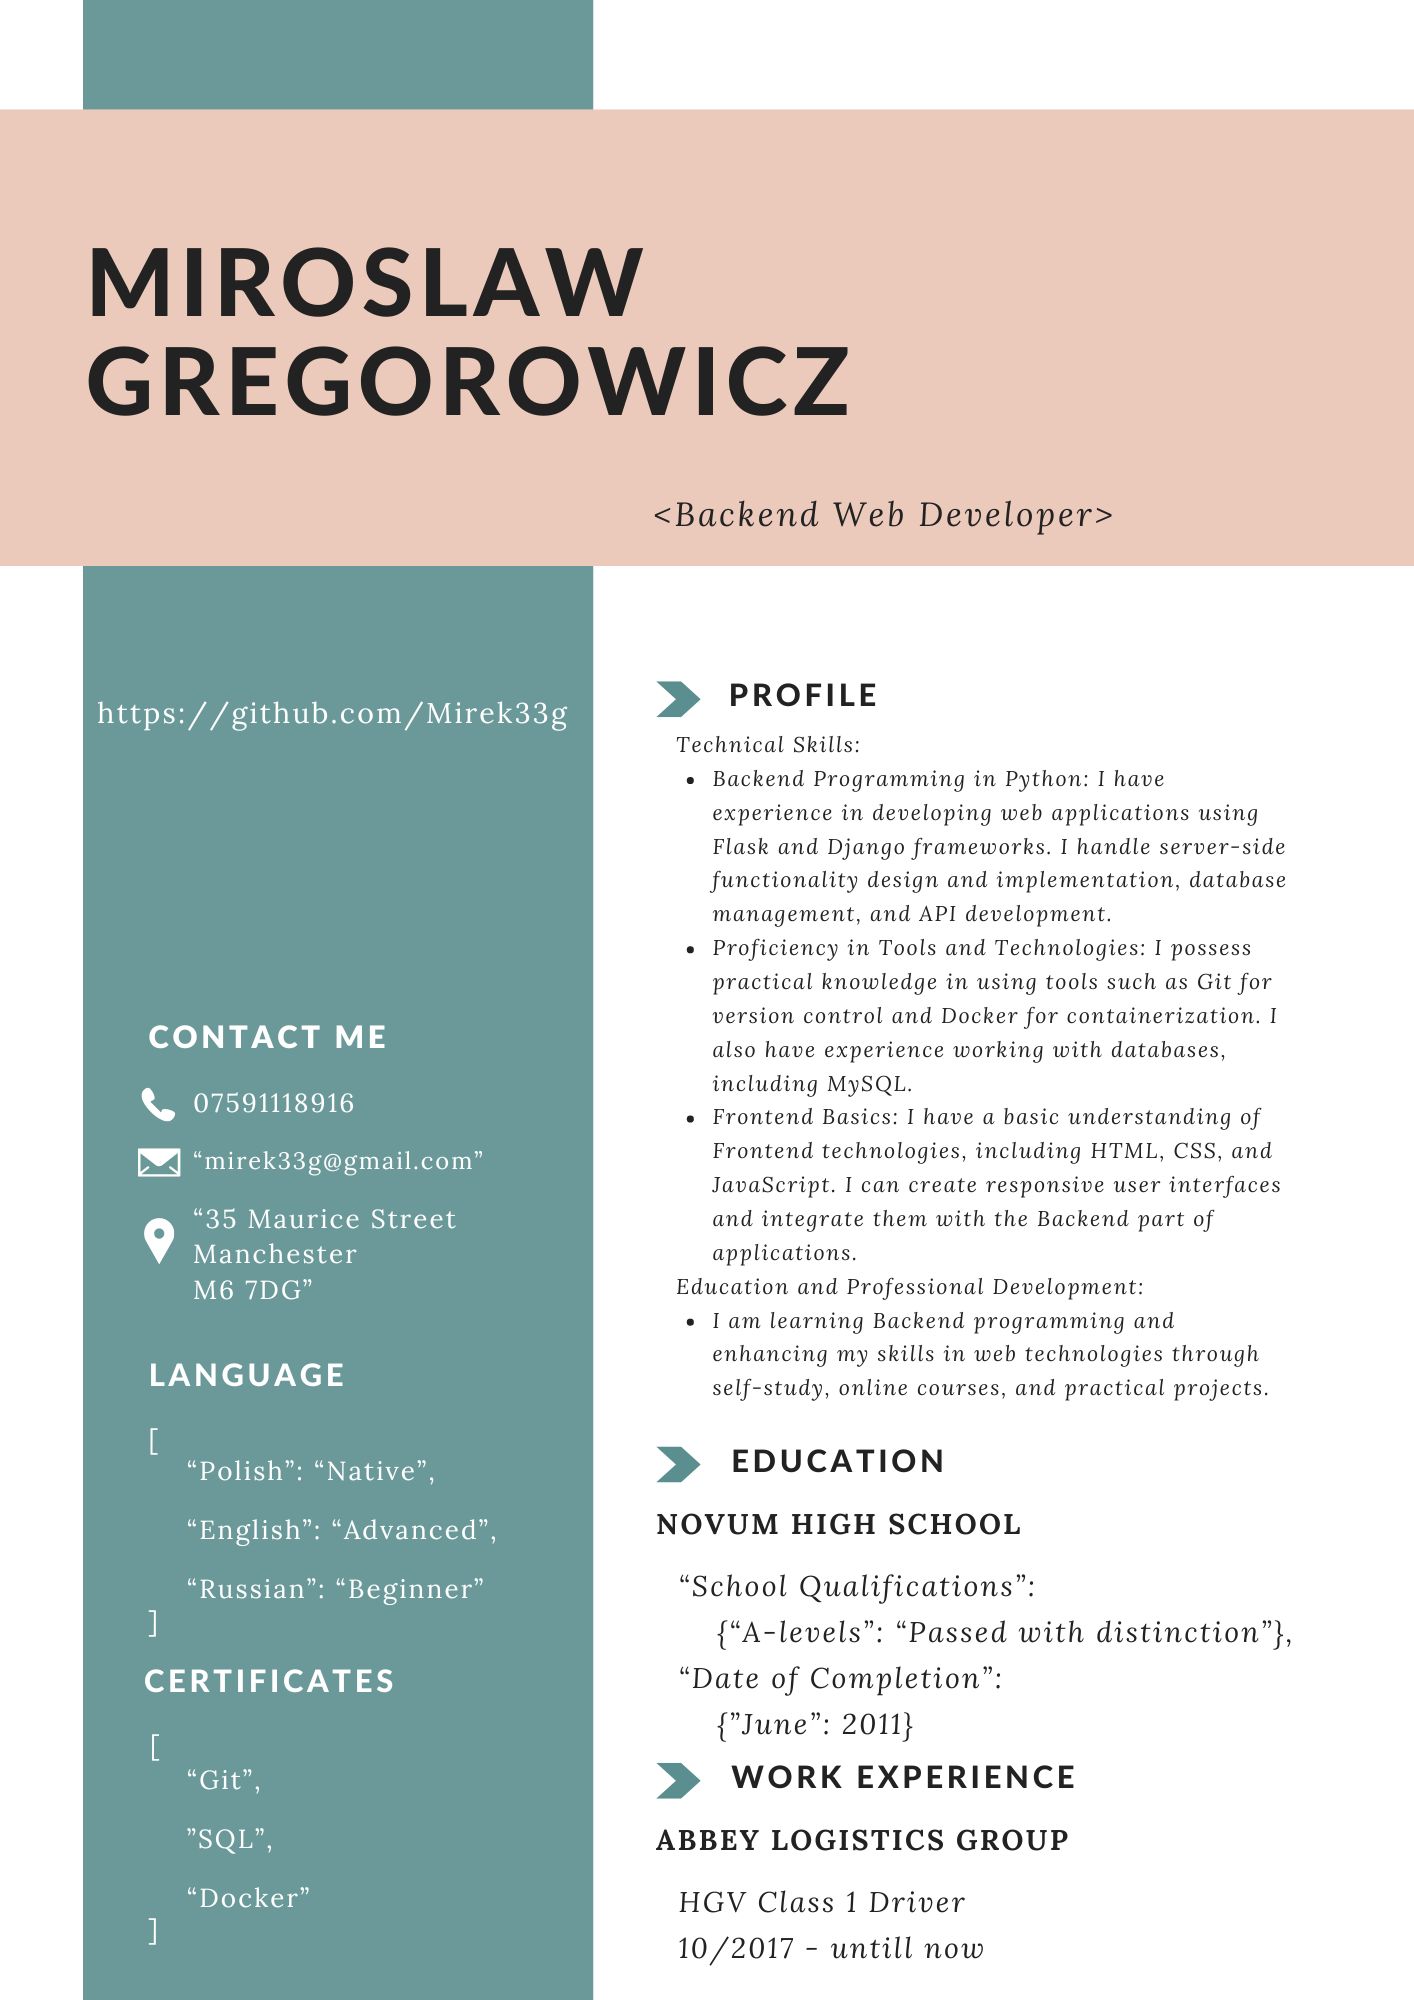 MIROSLAW
GREGOROWICZ
<Backend Web Developer>
https://github.com/Mirek33g
CONTACT ME
07591118916
“mirek33g@gmail.com”
“35 Maurice Street
Manchester
M6 7DG”
LANGUAGE
[
“Polish”: “Native”,
“English”: “Advanced”,
“Russian”: “Beginner”
]
CERTIFICATES
[
“Git”,
”SQL”,
“Docker”
]
PROFILE
Technical Skills:
• Backend Programming in Python: I have
experience in developing web applications using
Flask and Django frameworks. I handle server-side
functionality design and implementation, database
management, and API development.
• Proficiency in Tools and Technologies: I possess
practical knowledge in using tools such as Git for
version control and Docker for containerization. I
also have experience working with databases,
including MySQL.
• Frontend Basics: I have a basic understanding of
Frontend technologies, including HTML, CSS, and
JavaScript. I can create responsive user interfaces
and integrate them with the Backend part of
applications.
Education and Professional Development:
• I am learning Backend programming and
enhancing my skills in web technologies through
self-study, online courses, and practical projects.
EDUCATION
NOVUM HIGH SCHOOL
“School Qualifications”:
{“A-levels”: “Passed with distinction”},
“Date of Completion”:
{”June”: 2011}
WORK EXPERIENCE
ABBEY LOGISTICS GROUP
HGV Class 1 Driver
10/2017 - untill now